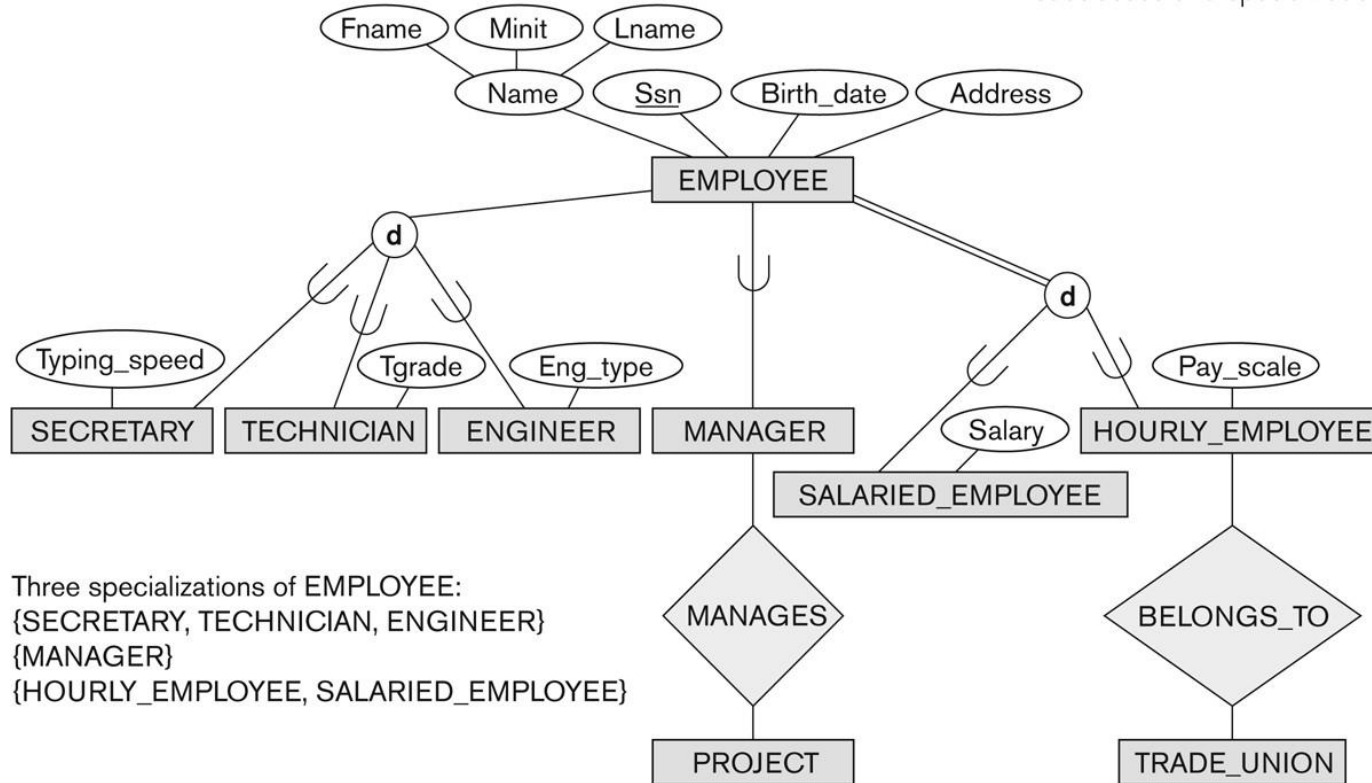 Fname Minit Lname
Name Ssn Birth_date Address
EMPLOYEE
d
d
Typing_speed Tgrade Eng_type Pay_scale
SECRETARY TECHNICIAN ENGINEER MANAGER Salary HOURLY_EMPLOYEE
SALARIED_EMPLOYEE
Three specializations of EMPLOYEE:
{SECRETARY, TECHNICIAN, ENGINEER}
{MANAGER}
{HOURLY_EMPLOYEE, SALARIED_EMPLOYEE}
MANAGES BELONGS_TO
PROJECT TRADE_UNION